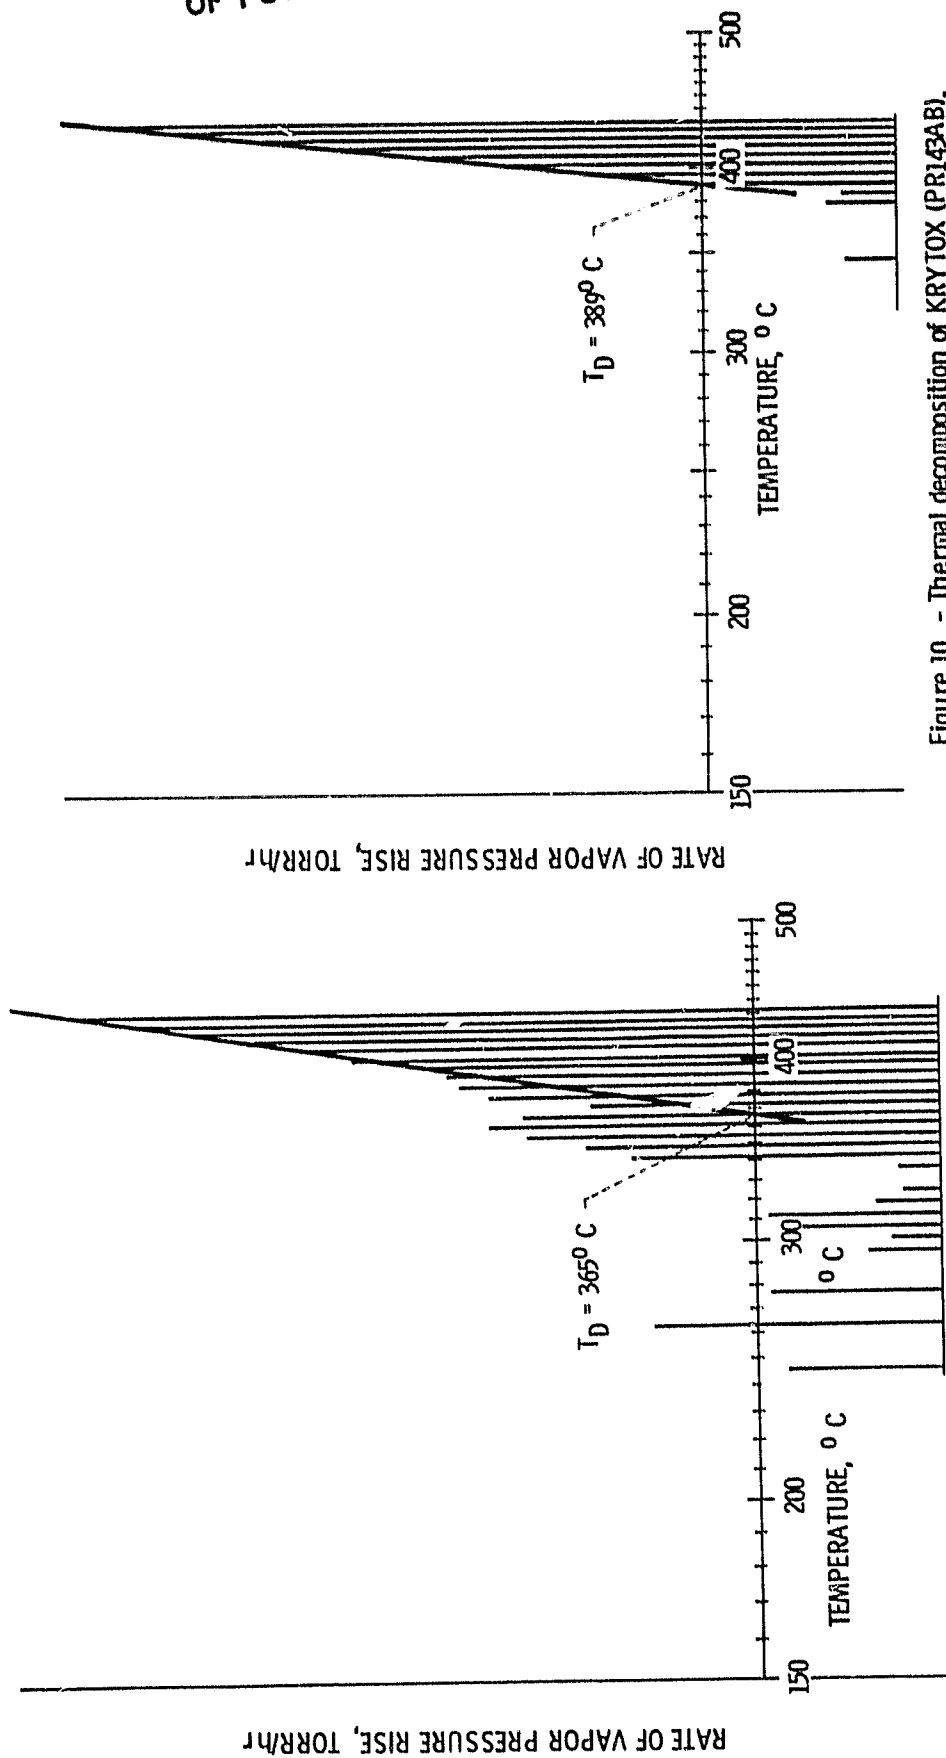 RATE OF VAPOR PRESSURE RISE, TORR/hr
T_D = 365° C
150
200
300
400
500
TEMPERATURE, ° C
° C
RATE OF VAPOR PRESSURE RISE, TORR/hr
T_D = 389° C
150
200
300
400
500
TEMPERATURE, ° C
Figure 10. - Thermal decomposition of KRYTOX (PR143AB).
OF